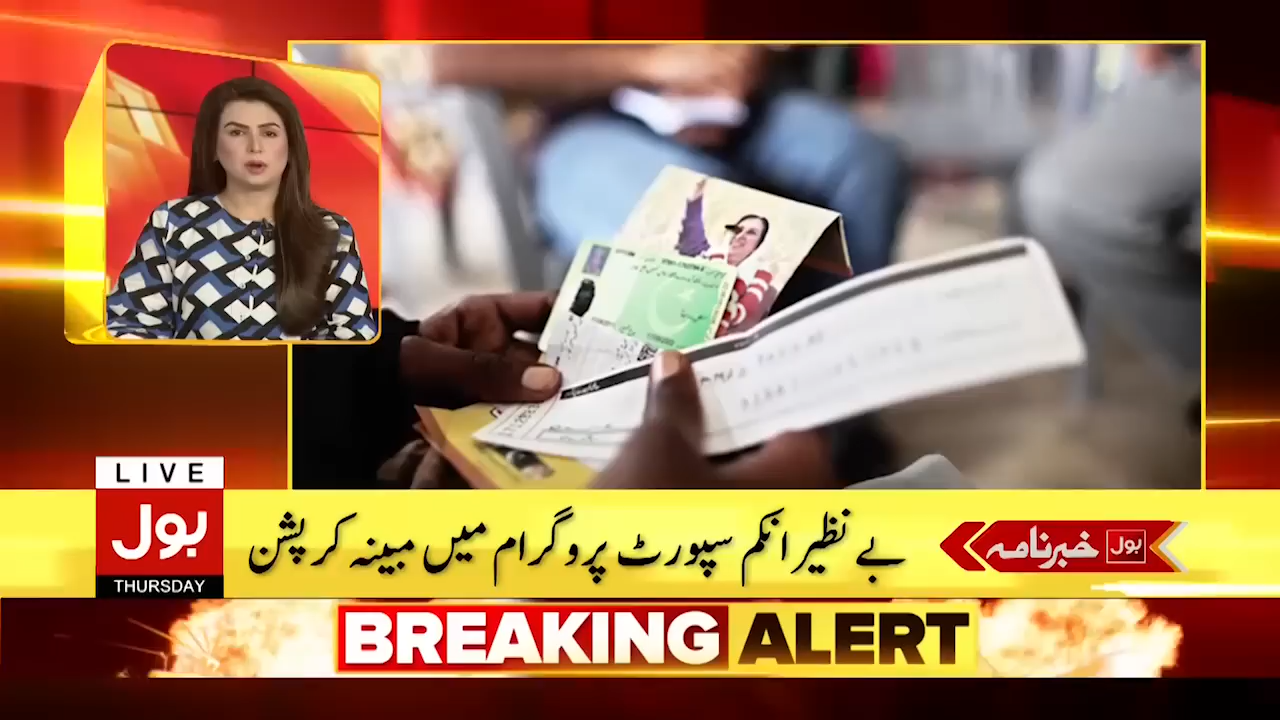 LIVE
بول
THURSDAY
بے نظیر انکم سپورٹ پروگرام میں مبینہ کرپشن
بول خبرنامہ
BREAKING ALERT